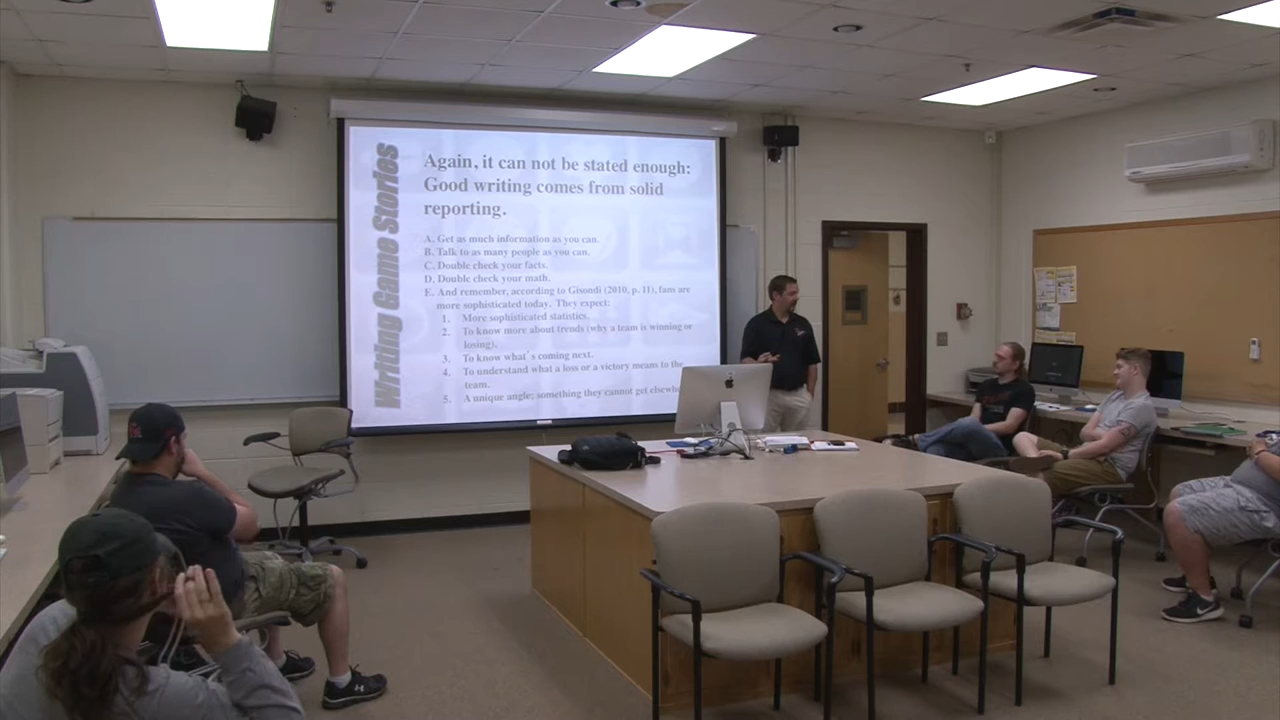 Writing Game Stories
Again, it can not be stated enough:
Good writing comes from solid
reporting.
A. Get as much information as you can.
B. Talk to as many people as you can.
C. Double check your facts.
D. Double check your math.
E. And remember, according to Gisondi (2010, p. 11), fans are
more sophisticated today. They expect:
1. More sophisticated statistics.
2. To know more about trends (why a team is winning or
losing).
3. To know what's coming next.
4. To understand what a loss or a victory means to the
team.
5. A unique angle; something they cannot get elsewhe